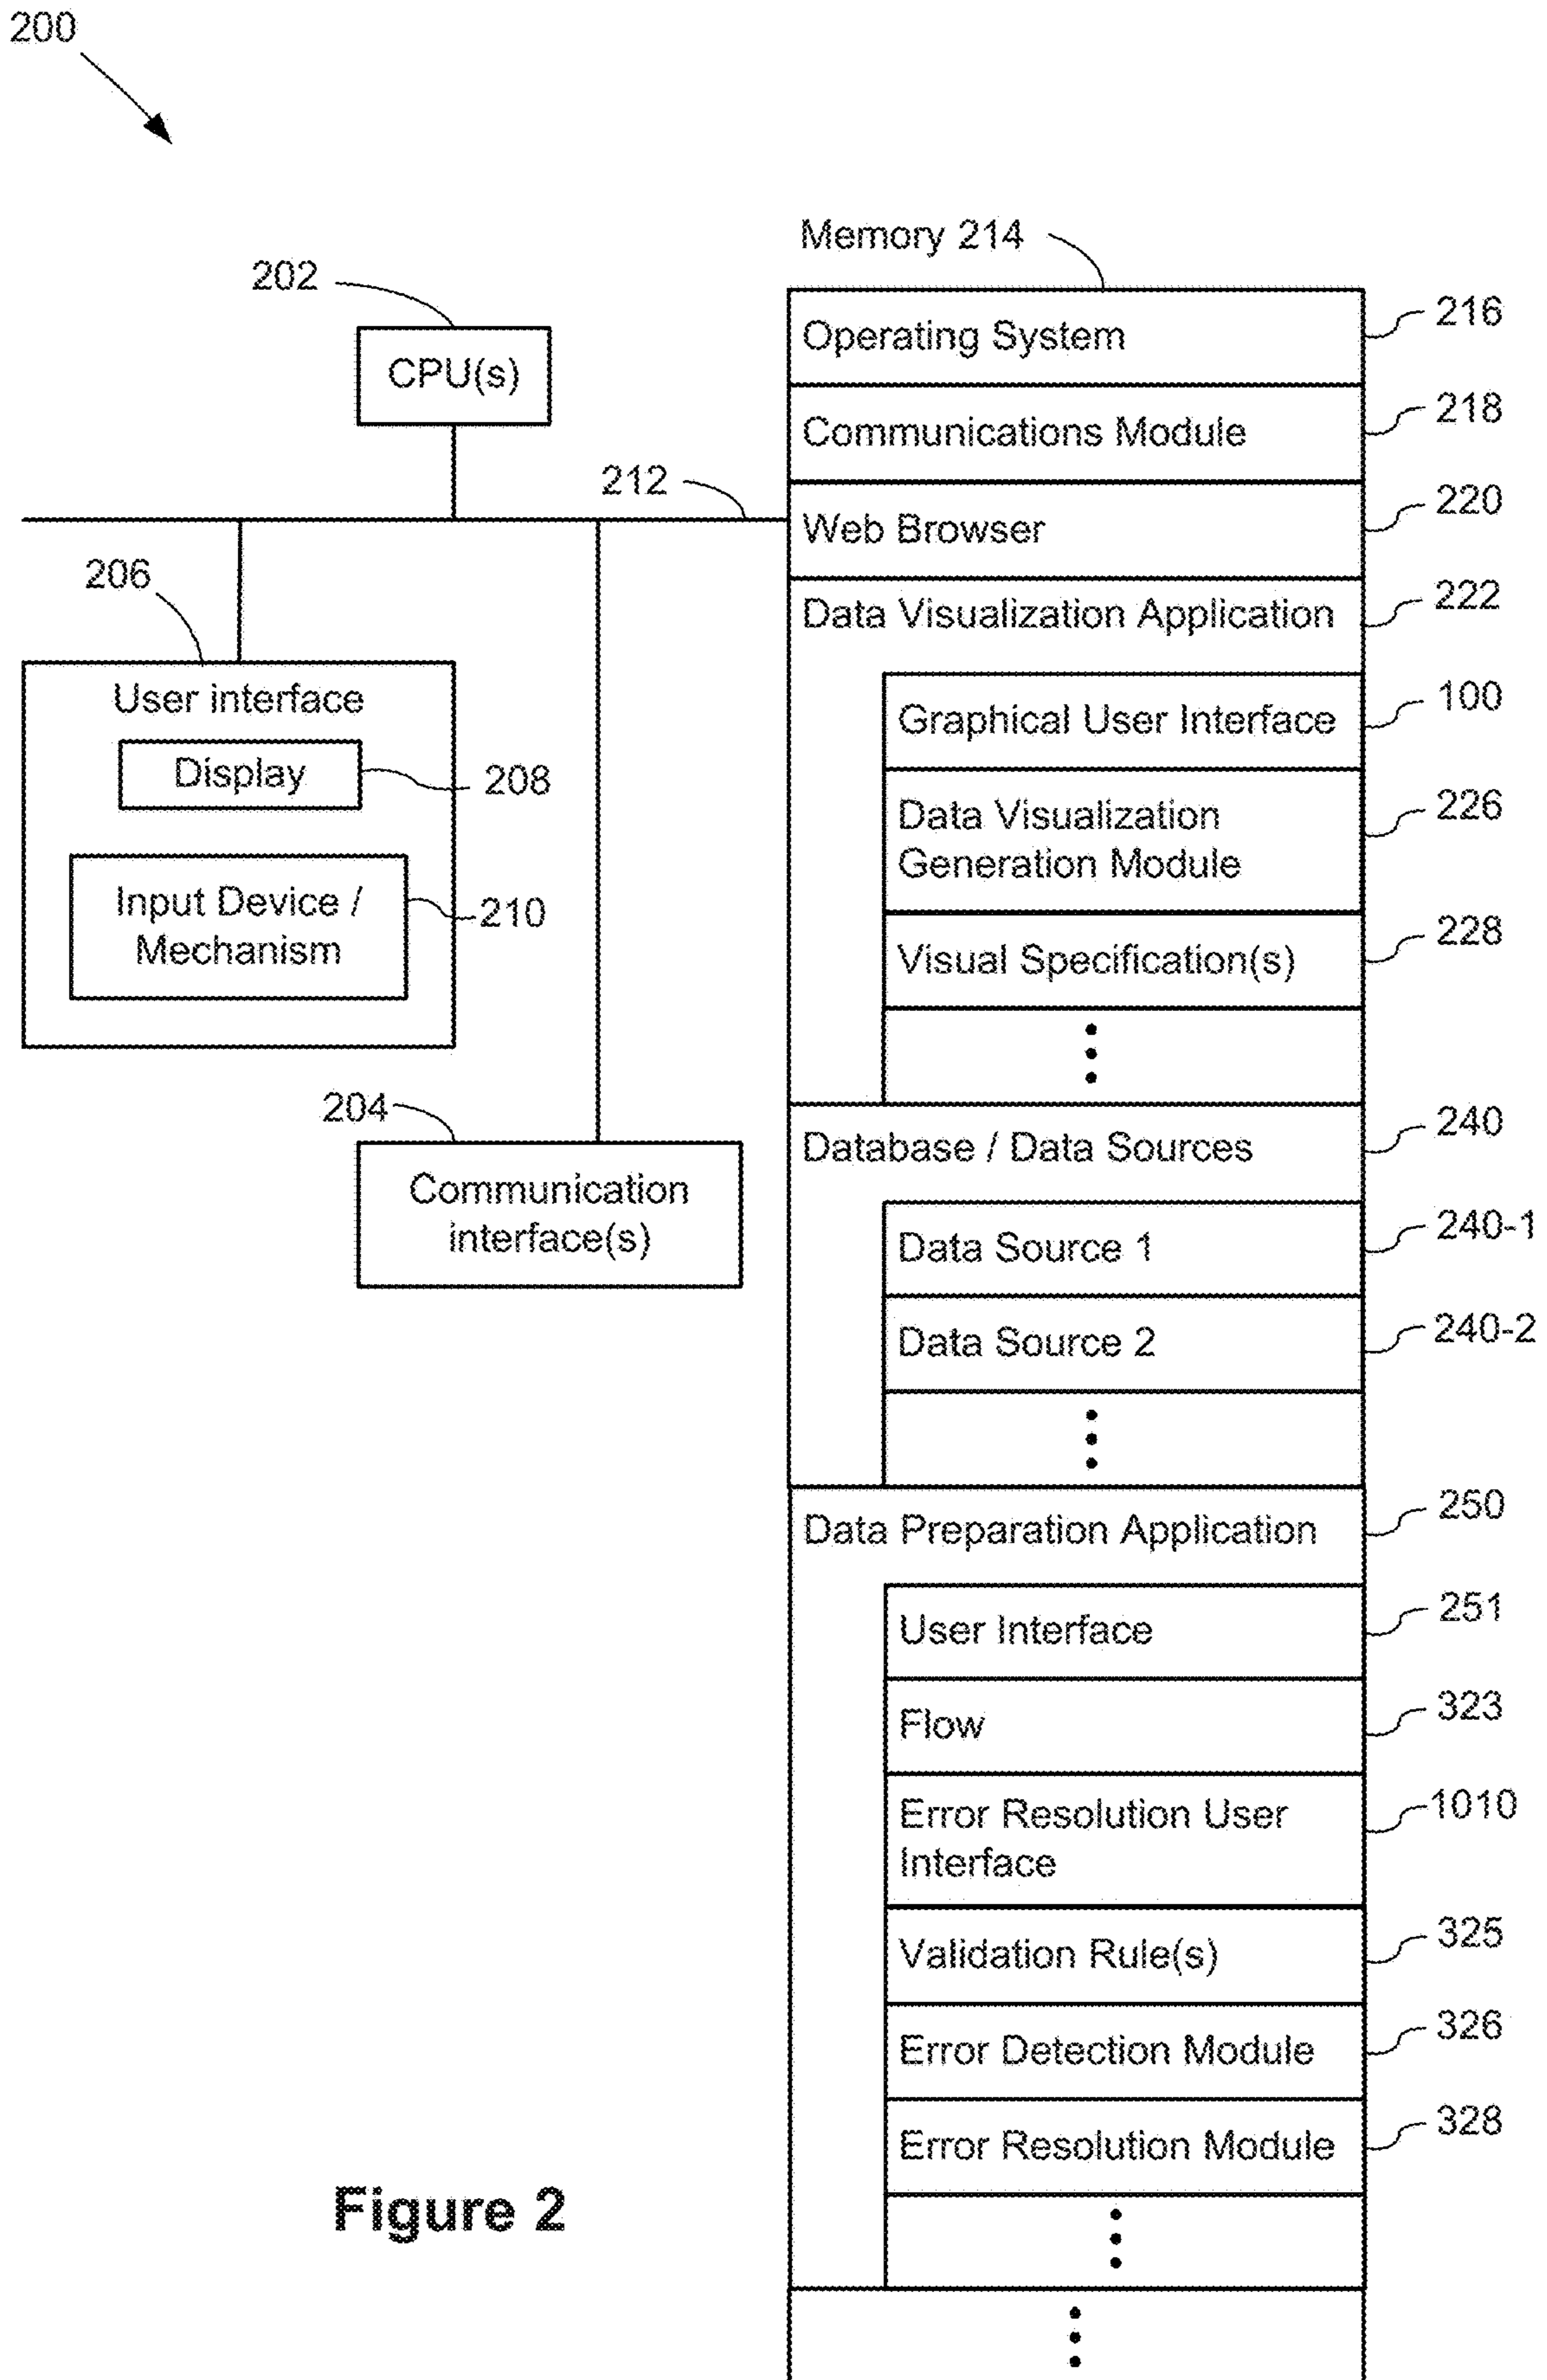 200
Memory 214
202
CPU(s)
212
206
User interface
Display
208
Input Device /
Mechanism
210
204
Communication
interface(s)
Operating System
216
Communications Module
218
Web Browser
220
Data Visualization Application
222
Graphical User Interface
100
Data Visualization
Generation Module
226
Visual Specification(s)
228
Database / Data Sources
240
Data Source 1
240-1
Data Source 2
240-2
Data Preparation Application
250
User Interface
251
Flow
323
Error Resolution User
Interface
1010
Validation Rule(s)
325
Error Detection Module
326
Error Resolution Module
328
Figure 2